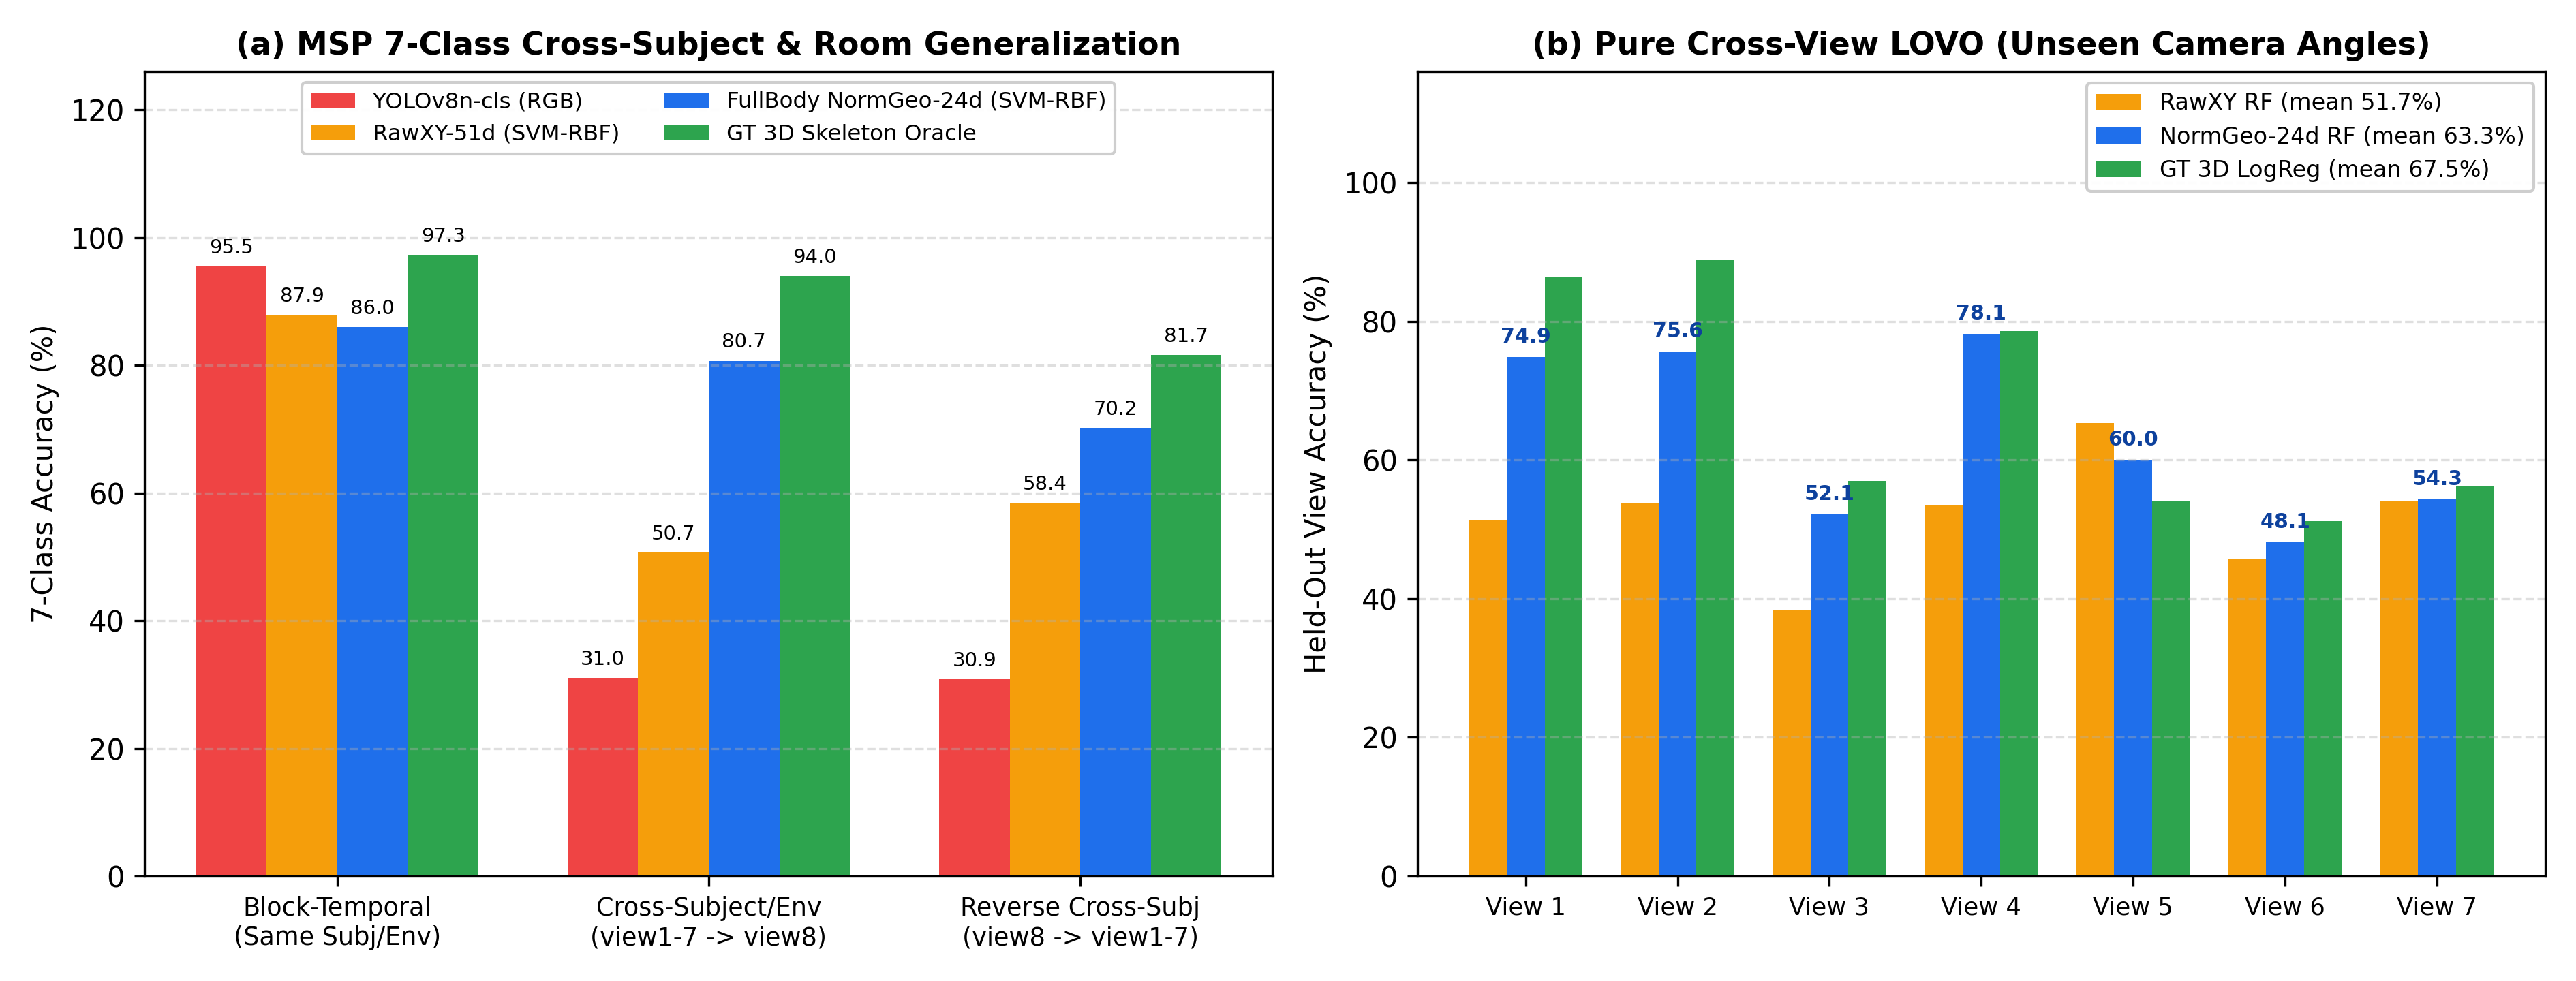 (a) MSP 7-Class Cross-Subject & Room Generalization
YOLOv8n-cls (RGB)
RawXY-51d (SVM-RBF)
FullBody NormGeo-24d (SVM-RBF)
GT 3D Skeleton Oracle
7-Class Accuracy (%)
120
100
80
60
40
20
0
95.5
87.9
86.0
97.3
31.0
50.7
80.7
94.0
30.9
58.4
70.2
81.7
Block-Temporal
(Same Subj/Env)
Cross-Subject/Env
(view1-7 -> view8)
Reverse Cross-Subj
(view8 -> view1-7)
(b) Pure Cross-View LOVO (Unseen Camera Angles)
RawXY RF (mean 51.7%)
NormGeo-24d RF (mean 63.3%)
GT 3D LogReg (mean 67.5%)
Held-Out View Accuracy (%)
100
80
60
40
20
0
74.9
75.6
52.1
78.1
60.0
48.1
54.3
View 1
View 2
View 3
View 4
View 5
View 6
View 7